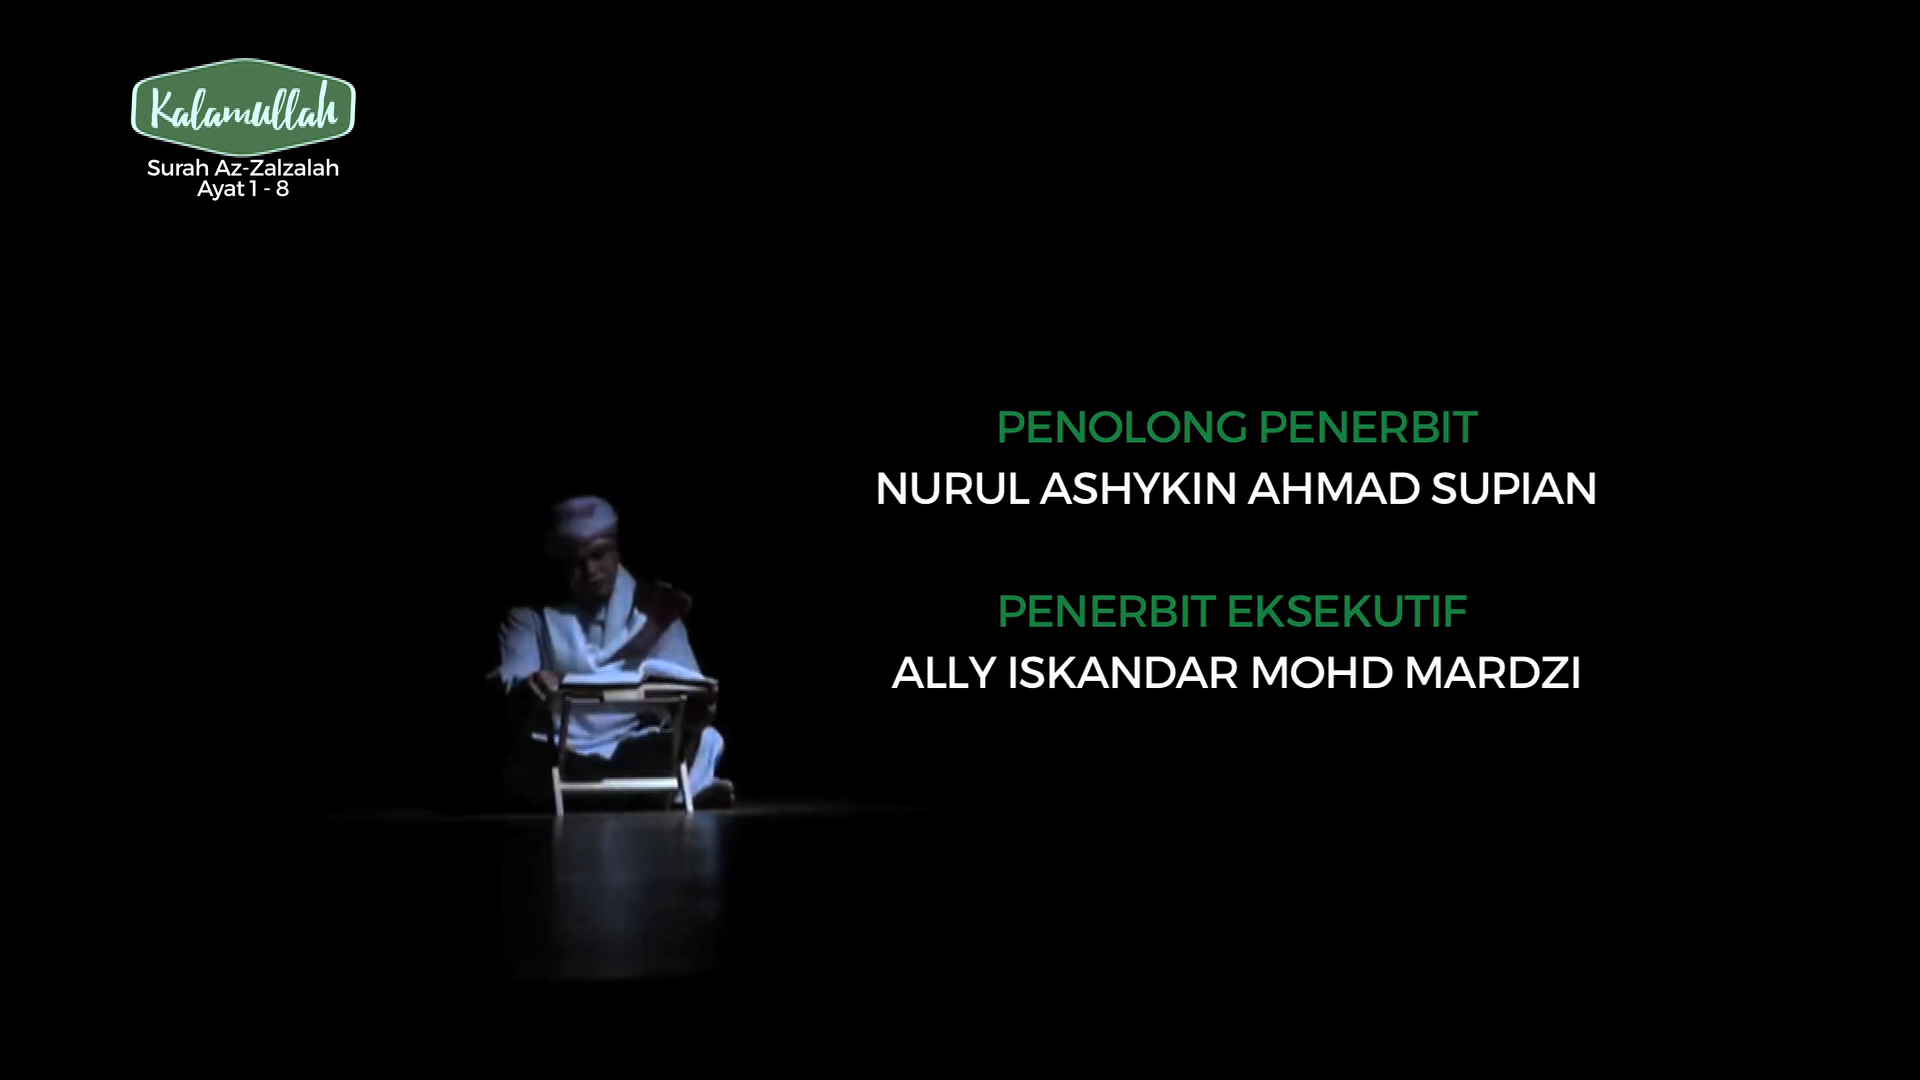 Kalamullah
Surah Az-Zalzalah
Ayat 1 - 8
PENOLONG PENERBIT
NURUL ASHYKIN AHMAD SUPIAN
PENERBIT EKSEKUTIF
ALLY ISKANDAR MOHD MARDZI